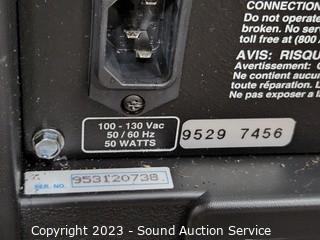 CONNECTION
Do not operate
broken. No ser
toll free at (800
AVIS: RISQU
Avertissement: C
Ne contient aucun
toute réparation. L
Ne pas exposer a l
100 - 130 Vac
50 / 60 Hz
50 WATTS
9529 7456
SER. NO. 953120738
Copyright 2023 - Sound Auction Service